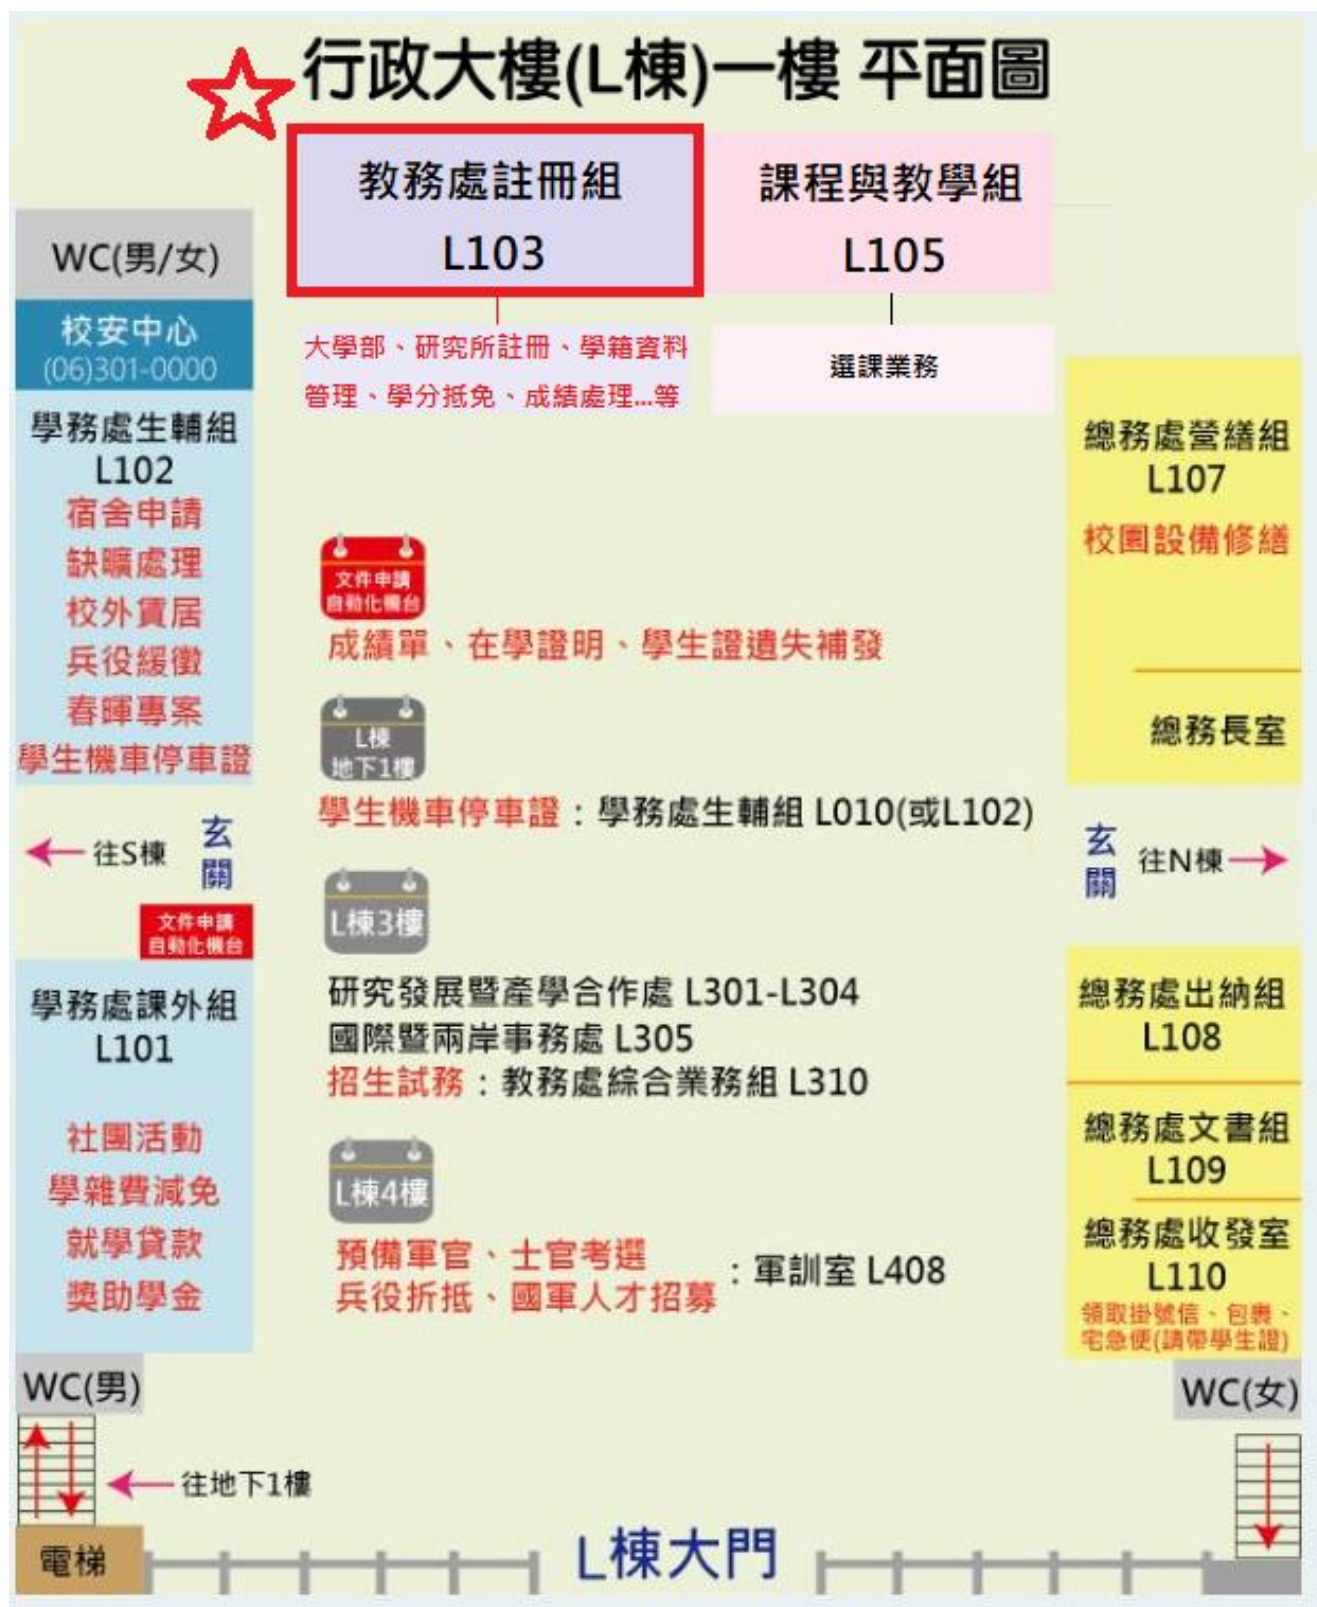 行政大樓(L棟)一樓 平面圖
教務處註冊組
L103
課程與教學組
L105
WC(男/女)
校安中心
(06)301-0000
大學部、研究所註冊、學籍資料
管理、學分抵免、成績處理...等
選課業務
學務處生輔組
L102
宿舍申請
缺曠處理
校外賃居
兵役緩徵
春暉專案
學生機車停車證
總務處營繕組
L107
校園設備修繕
總務長室
文件申請
自動化機台
成績單、在學證明、學生證遺失補發
L棟
地下1樓
學生機車停車證：學務處生輔組 L010(或L102)
往S棟
玄關
玄關
往N棟
文件申請
自動化機台
L棟3樓
研究發展暨產學合作處 L301-L304
國際暨兩岸事務處 L305
招生試務：教務處綜合業務組 L310
學務處課外組
L101
社團活動
學雜費減免
就學貸款
獎助學金
L棟4樓
預備軍官、士官考選
兵役折抵、國軍人才招募
：軍訓室 L408
總務處出納組
L108
總務處文書組
L109
總務處收發室
L110
領取掛號信、包裹、
宅急便(請帶學生證)
WC(男)
WC(女)
往地下1樓
電梯
L棟大門